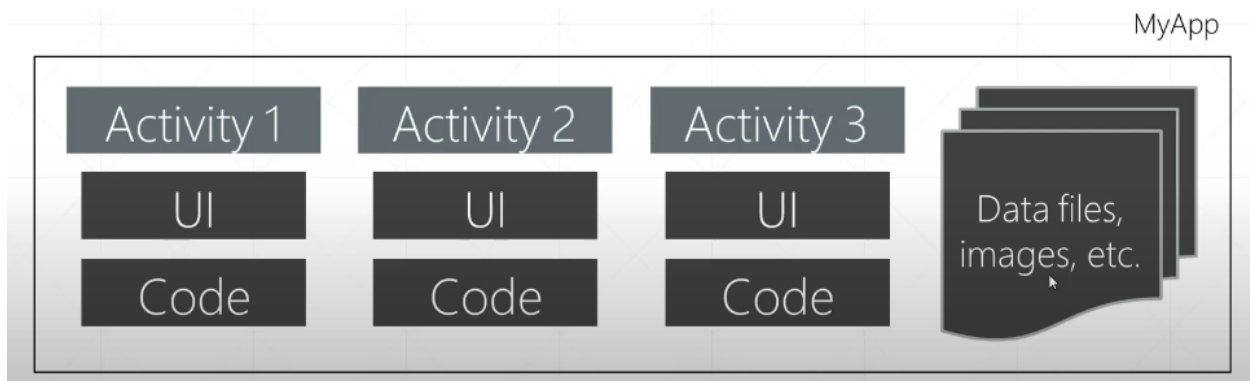 MyApp
Activity 1
Activity 2
Activity 3
UI
UI
UI
Code
Code
Code
Data files,
images, etc.